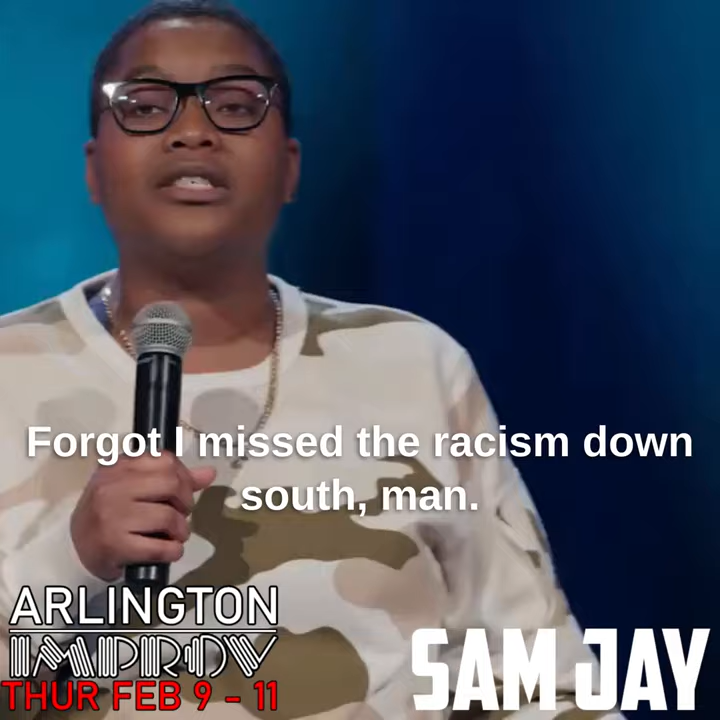 Forgot I missed the racism down
south, man.
ARLINGTON
IMPROV
THUR FEB 9 - 11
SAM JAY